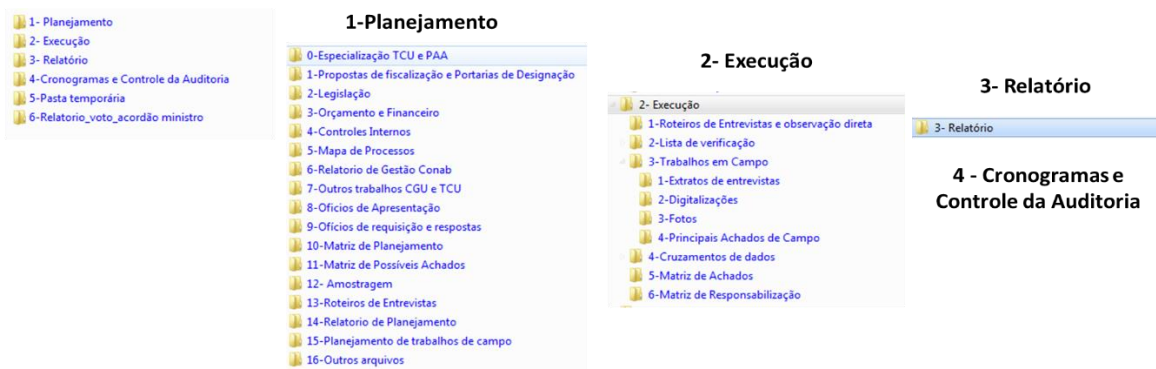 1- Planejamento
2- Execução
3- Relatório
4-Cronogramas e Controle da Auditoria
5-Pasta temporária
6-Relatorio_voto_acordão ministro
1-Planejamento
0-Especialização TCU e PAA
1-Propostas de fiscalização e Portarias de Designação
2-Legislação
3-Orçamento e Financeiro
4-Controles Internos
5-Mapa de Processos
6-Relatorio de Gestão Conab
7-Outros trabalhos CGU e TCU
8-Oficios de Apresentação
9-Ofícios de requisição e respostas
10-Matriz de Planejamento
11-Matriz de Possíveis Achados
12- Amostragem
13-Roteiros de Entrevistas
14-Relatorio de Planejamento
15-Planejamento de trabalhos de campo
16-Outros arquivos
2- Execução
2- Execução
1-Roteiros de Entrevistas e observação direta
2-Lista de verificação
3-Trabalhos em Campo
1-Extratos de entrevistas
2-Digitalizações
3-Fotos
4-Principais Achados de Campo
4-Cruzamentos de dados
5-Matriz de Achados
6-Matriz de Responsabilização
3- Relatório
3- Relatório
4 - Cronogramas e
Controle da Auditoria